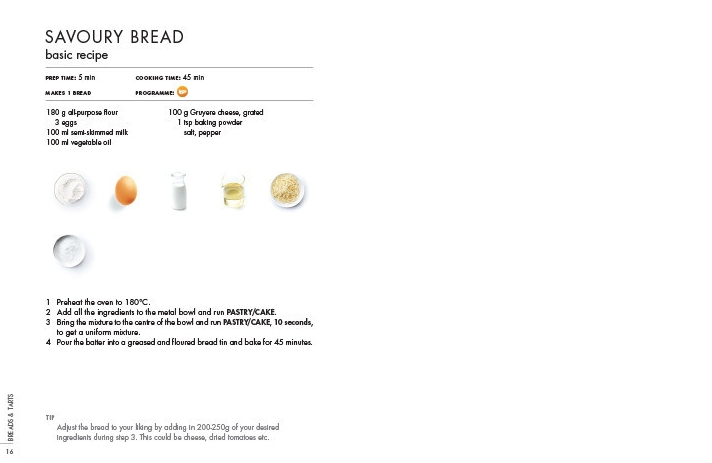 SAVOURY BREAD
basic recipe
PREP TIME: 5 min
COOKING TIME: 45 min
MAKES 1 BREAD
PROGRAMME:
180 g all-purpose flour
3 eggs
100 ml semi-skimmed milk
100 ml vegetable oil
100 g Gruyere cheese, grated
1 tsp baking powder
salt, pepper
1 Preheat the oven to 180°C.
2 Add all the ingredients to the metal bowl and run PASTRY/CAKE.
3 Bring the mixture to the centre of the bowl and run PASTRY/CAKE, 10 seconds,
to get a uniform mixture.
4 Pour the batter into a greased and floured bread tin and bake for 45 minutes.
TIP
Adjust the bread to your liking by adding in 200-250g of your desired
ingredients during step 3. This could be cheese, dried tomatoes etc.
BREADS & TARTS
16